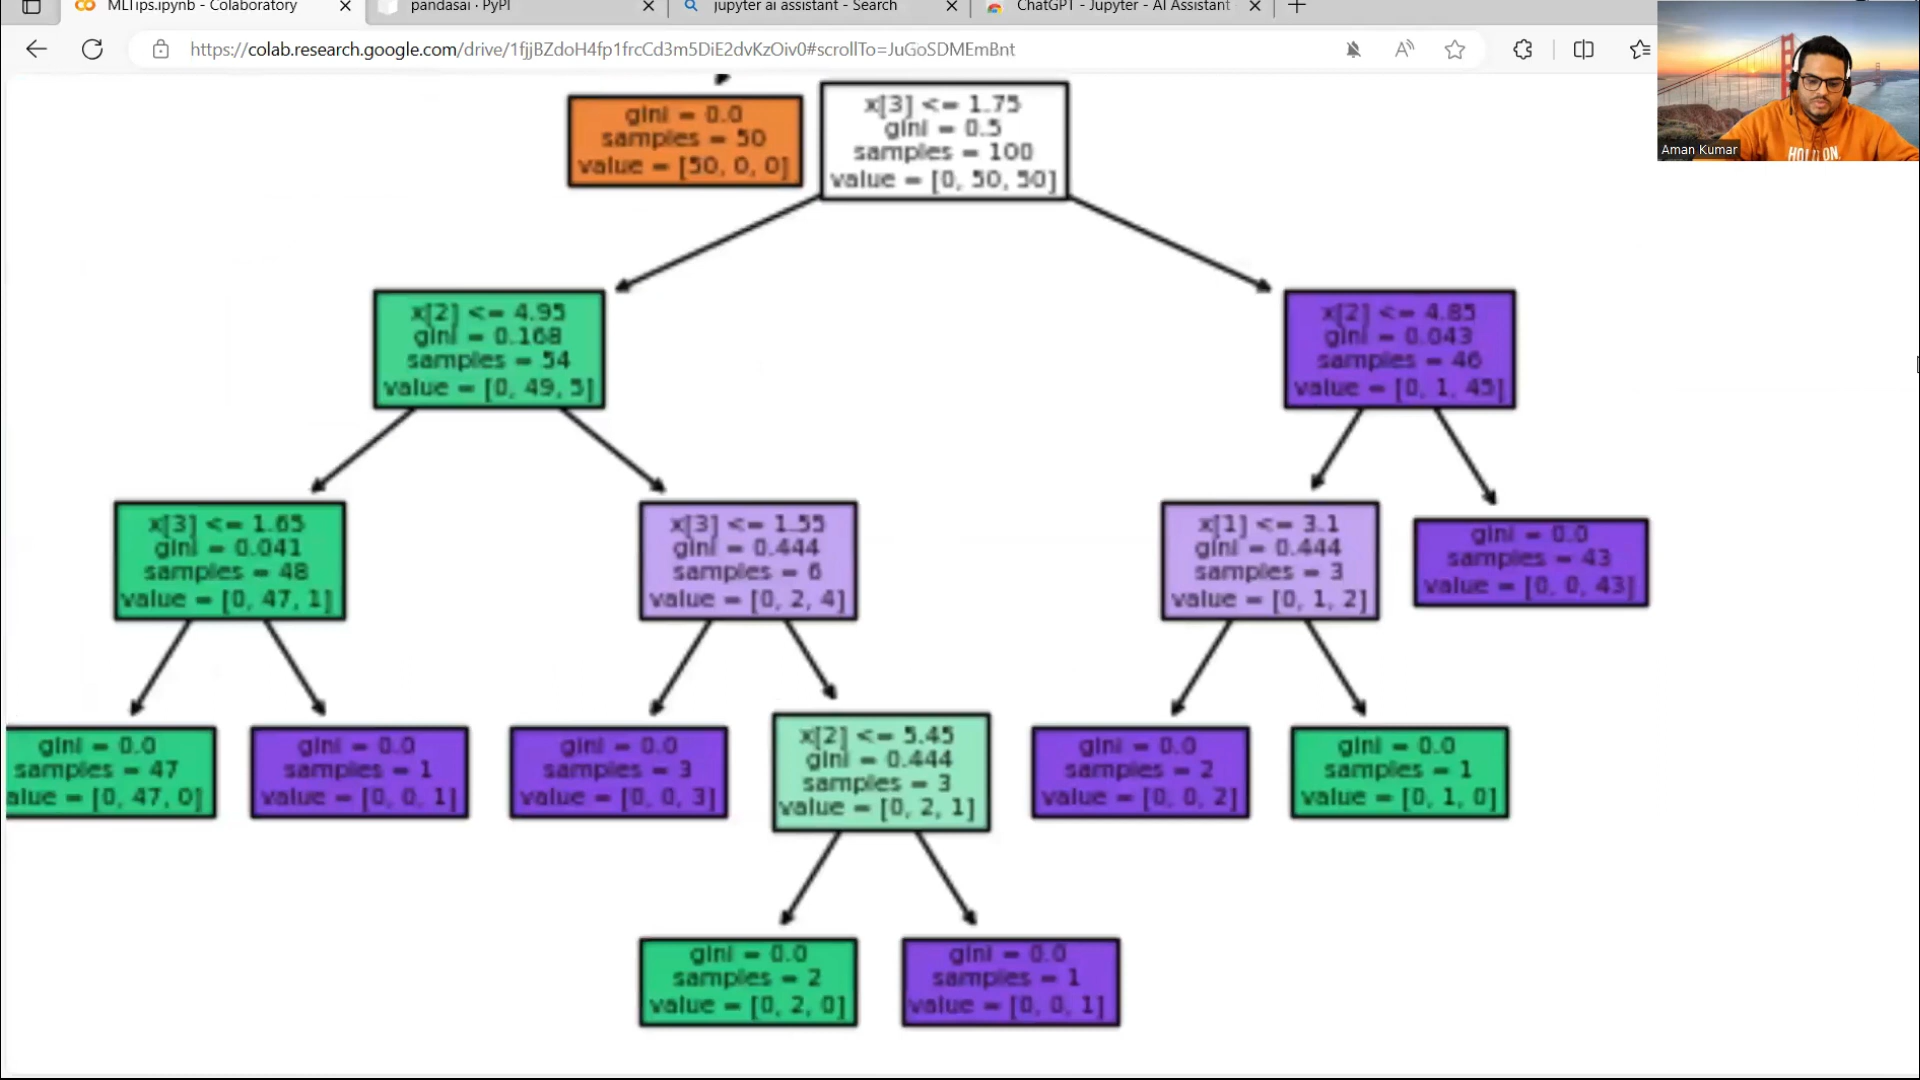 MLTips.ipynb - Colaboratory
pandasai · PyPI
jupyter ai assistant - Search
ChatGPT - Jupyter - AI Assistant
https://colab.research.google.com/drive/1fjjBZdoH4fp1frcCd3m5DiE2dvKzOiv0#scrollTo=JuGoSDMEmBnt
Aman Kumar
gini = 0.0
samples = 50
value = [50, 0, 0]
x[3] <= 1.75
gini = 0.5
samples = 100
value = [0, 50, 50]
x[2] <= 4.95
gini = 0.168
samples = 54
value = [0, 49, 5]
x[2] <= 4.85
gini = 0.043
samples = 46
value = [0, 1, 45]
x[3] <= 1.65
gini = 0.041
samples = 48
value = [0, 47, 1]
x[3] <= 1.55
gini = 0.444
samples = 6
value = [0, 2, 4]
x[1] <= 3.1
gini = 0.444
samples = 3
value = [0, 1, 2]
gini = 0.0
samples = 43
value = [0, 0, 43]
gini = 0.0
samples = 47
alue = [0, 47, 0]
gini = 0.0
samples = 1
value = [0, 0, 1]
gini = 0.0
samples = 3
value = [0, 0, 3]
x[2] <= 5.45
gini = 0.444
samples = 3
value = [0, 2, 1]
gini = 0.0
samples = 2
value = [0, 0, 2]
gini = 0.0
samples = 1
value = [0, 1, 0]
gini = 0.0
samples = 2
value = [0, 2, 0]
gini = 0.0
samples = 1
value = [0, 0, 1]